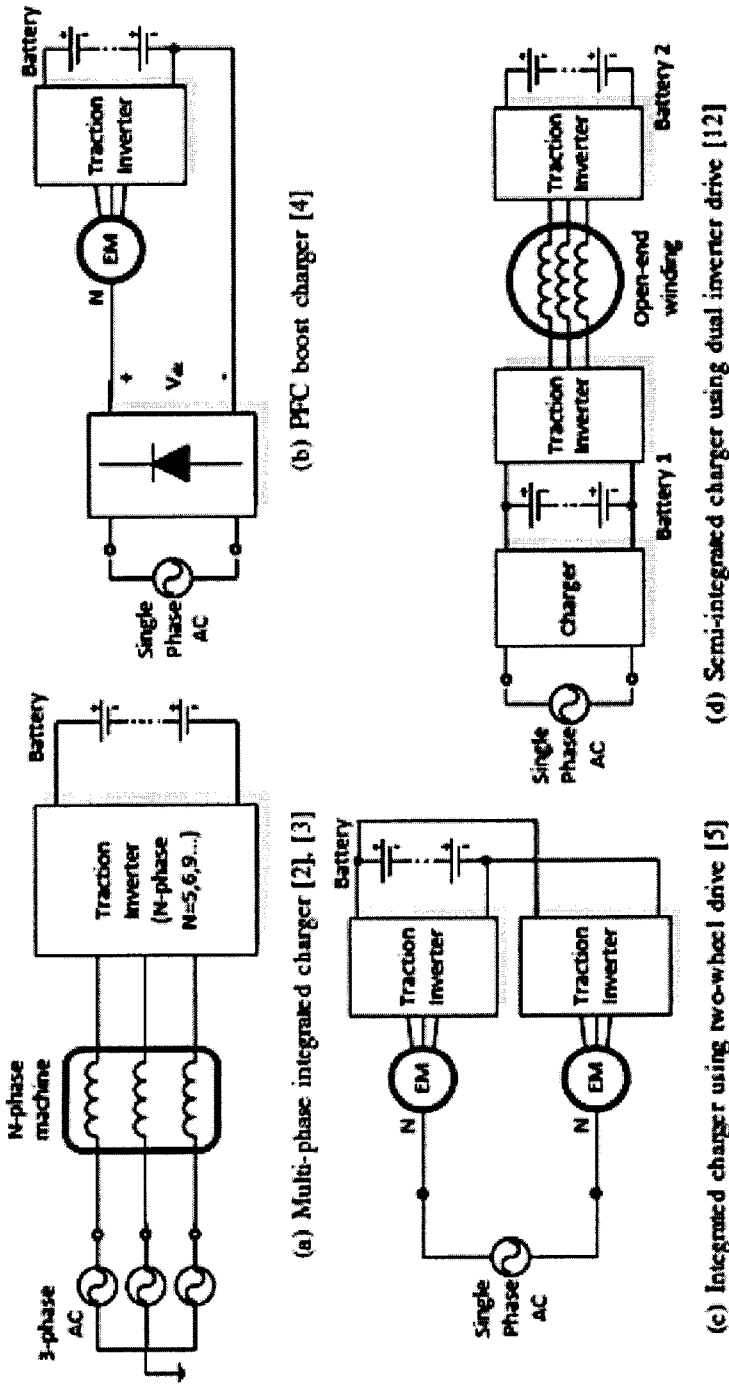 3-phase
AC
N-phase
machine
Traction
Inverter
(N-phase
N=5,6,9...)
Battery
+
-
+
-
(a) Multi-phase integrated charger [2], [3]
Single
Phase
AC
+
Vdc
-
N
EM
Traction
Inverter
Battery
+
-
+
-
(b) PFC boost charger [4]
Single
Phase
AC
N
EM
Traction
Inverter
Battery
+
-
+
-
N
EM
Traction
Inverter
(c) Integrated charger using two-wheel drive [5]
Single
Phase
AC
Charger
+
-
+
-
Battery 1
Traction
Inverter
Open-end
winding
Traction
Inverter
+
-
+
-
Battery 2
(d) Semi-integrated charger using dual inverter drive [12]